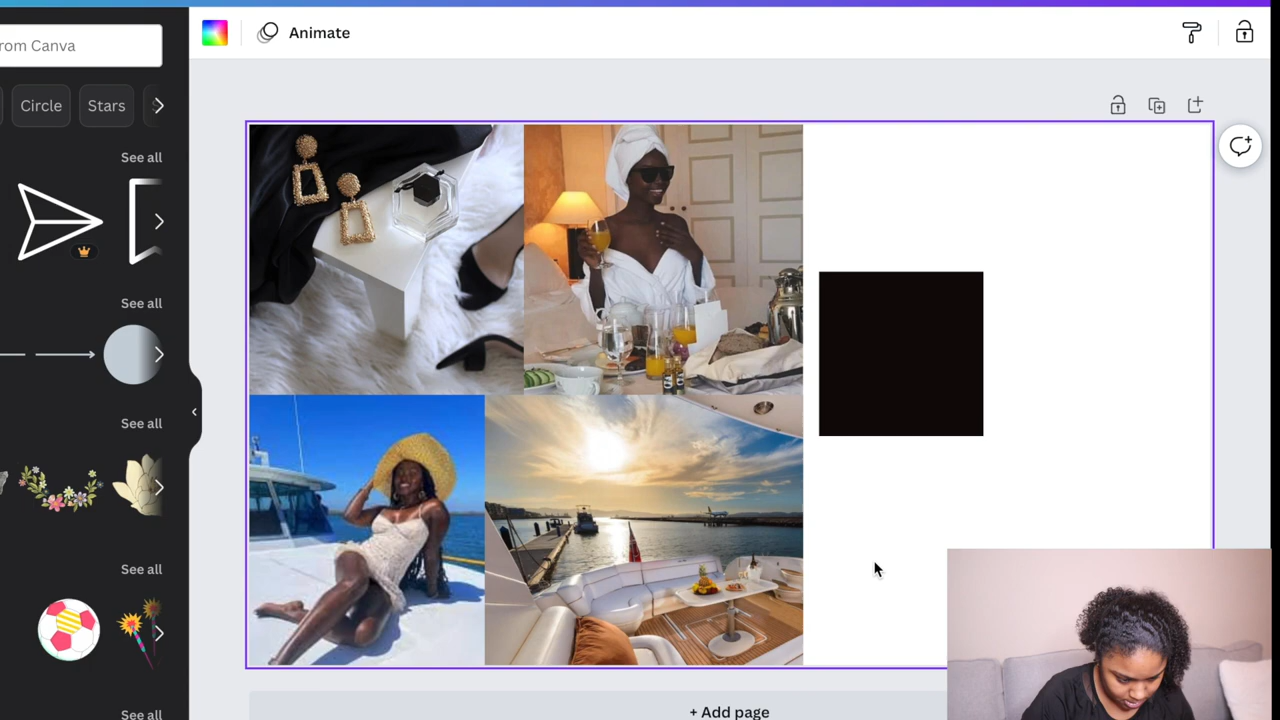 rom Canva
Animate
Circle
Stars
See all
See all
See all
See all
See all
+ Add page